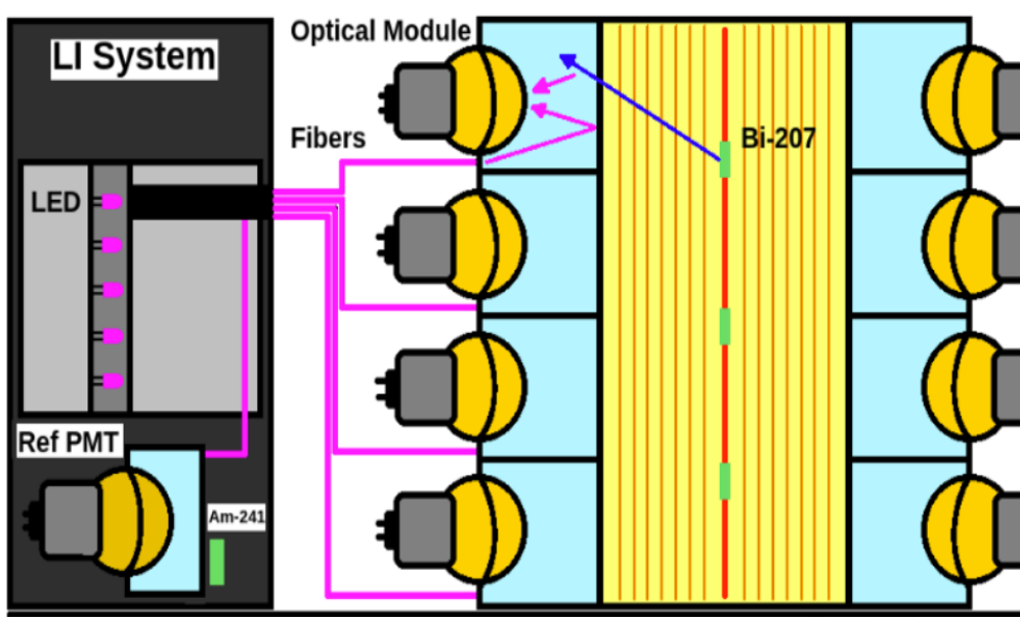 LI System
Optical Module
Fibers
Bi-207
LED
Ref PMT
Am-241